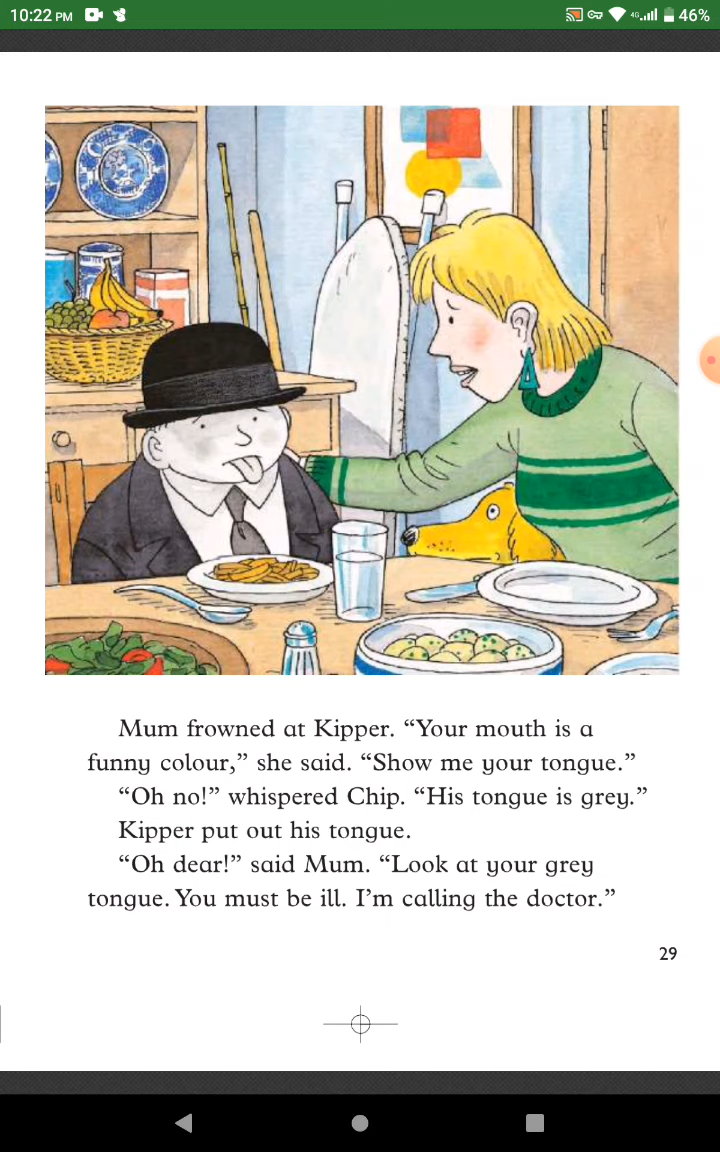 10:22 PM 4G 46%
Mum frowned at Kipper. “Your mouth is a
funny colour,” she said. “Show me your tongue.”
“Oh no!” whispered Chip. “His tongue is grey.”
Kipper put out his tongue.
“Oh dear!” said Mum. “Look at your grey
tongue. You must be ill. I’m calling the doctor.”
29